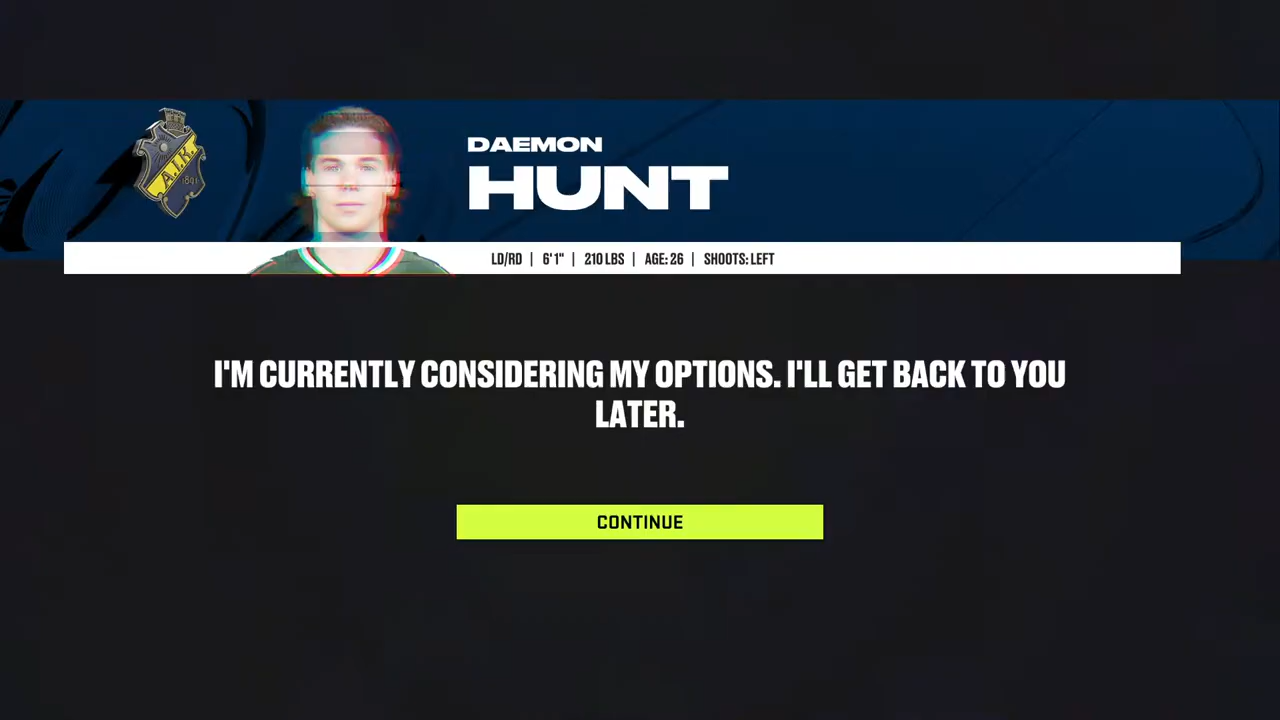 A.I.K.
1891
DAEMON
HUNT
LD/RD | 6'1" | 210 LBS | AGE: 26 | SHOOTS: LEFT
I'M CURRENTLY CONSIDERING MY OPTIONS. I'LL GET BACK TO YOU
LATER.
CONTINUE